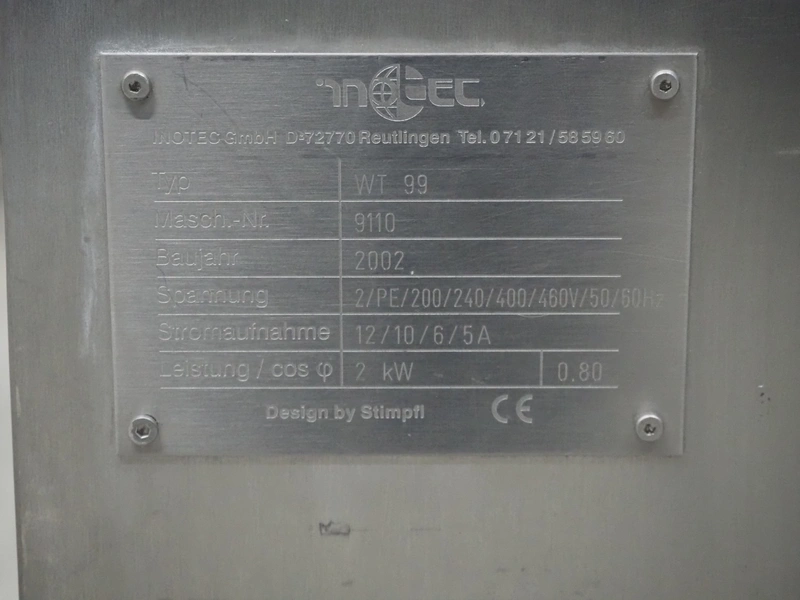 inotec
INOTEC GmbH D-72770 Reutlingen Tel. 0 71 21 / 58 59 60
Typ WT 99
Masch.-Nr. 9110
Baujahr 2002
Spannung 2/PE/200/240/400/460V/50/60Hz
Stromaufnahme 12/10/6/5A
Leistung / cos φ 2 kW 0.80
Design by Stimpfl CE